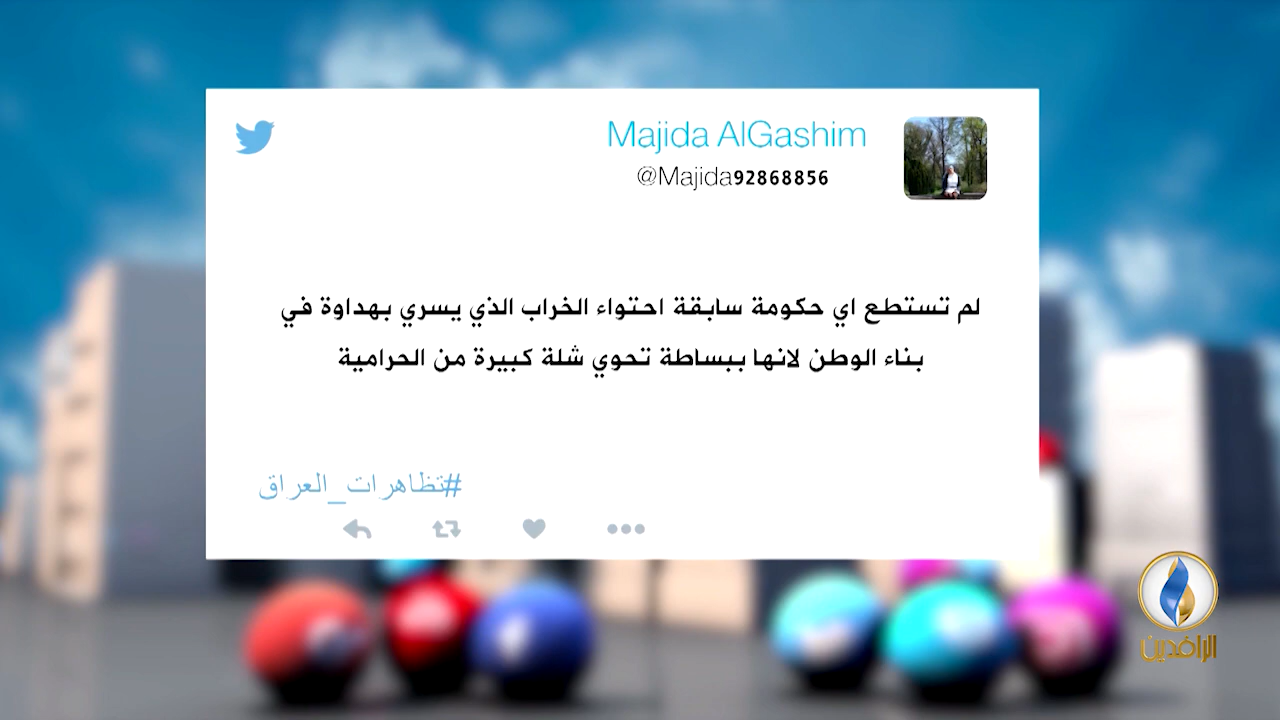 Majida AlGashim
@Majida92868856
لم تستطع اي حكومة سابقة احتواء الخراب الذي يسري بهداوة في
بناء الوطن لانها ببساطة تحوي شلة كبيرة من الحرامية
#تظاهرات_العراق
الرافدين